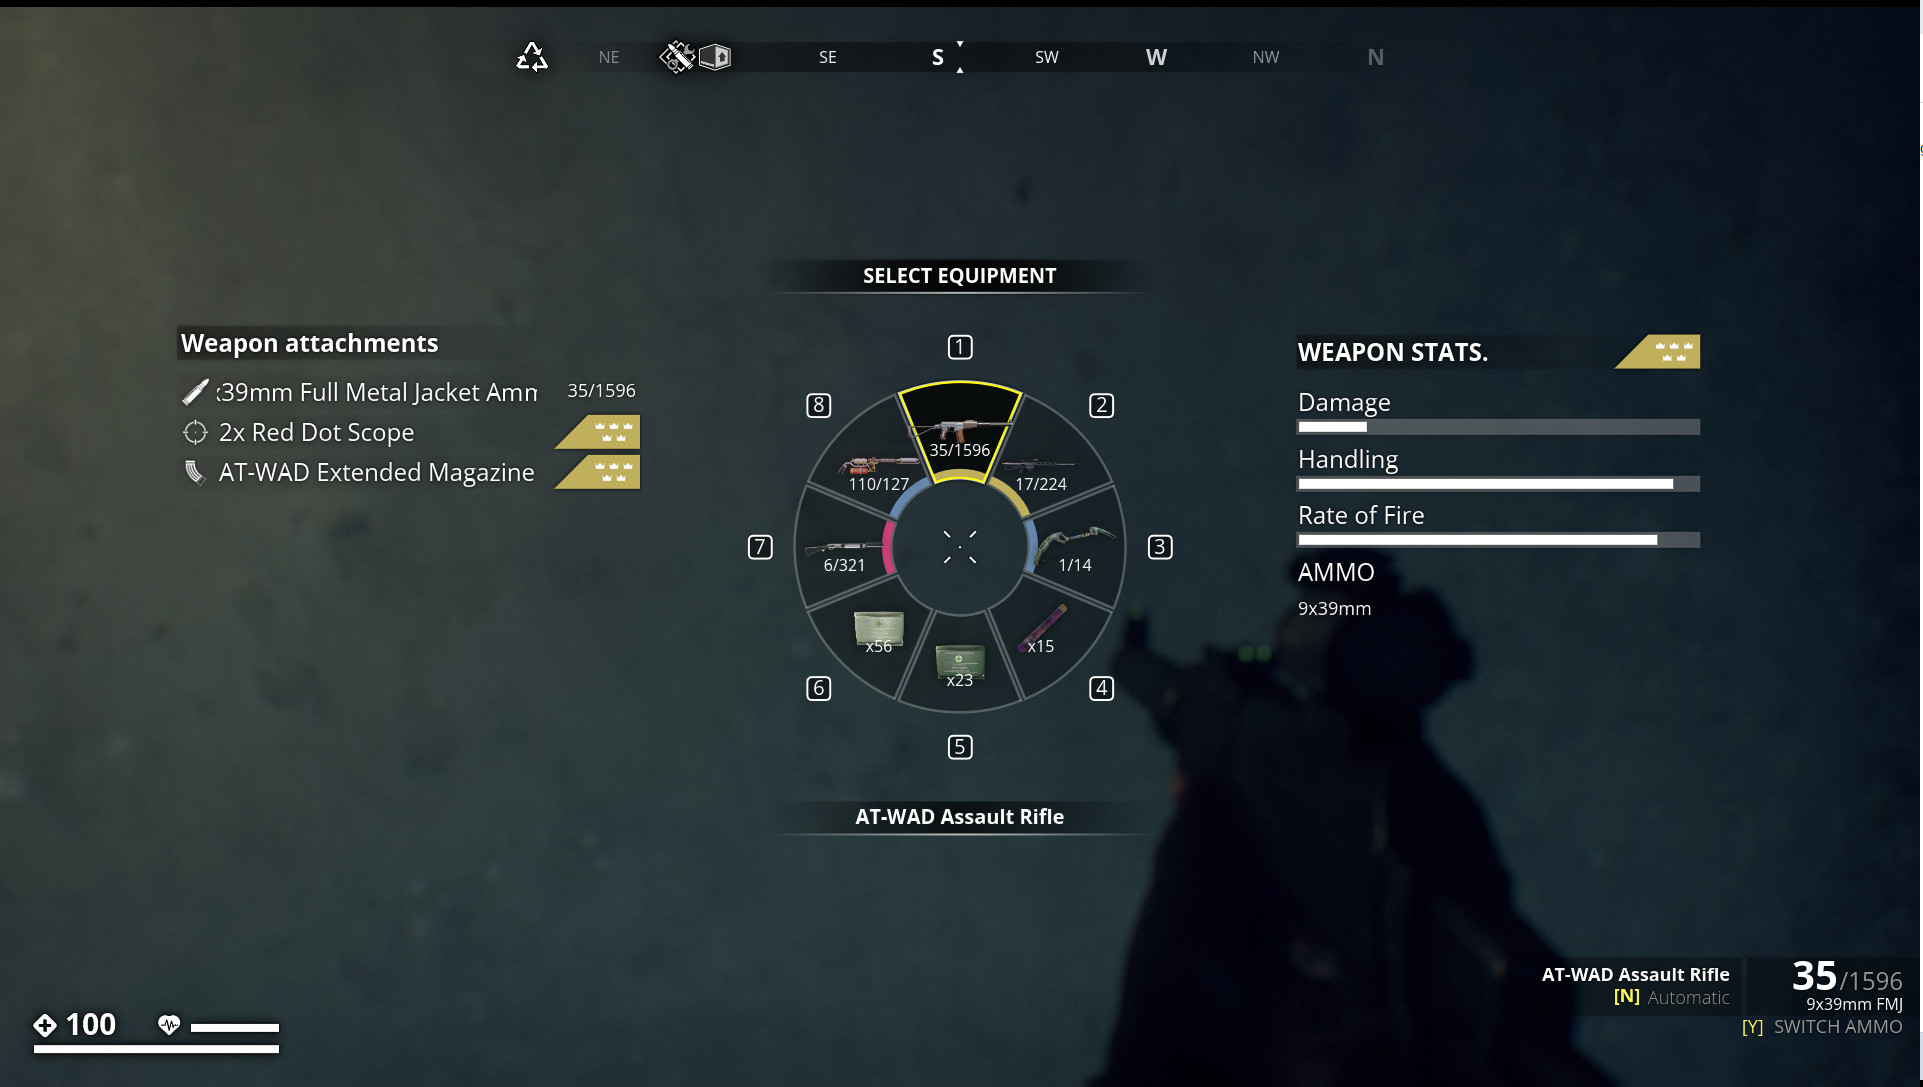 NE
SE
S
SW
W
NW
N
SELECT EQUIPMENT
Weapon attachments
x39mm Full Metal Jacket Amm
35/1596
2x Red Dot Scope
AT-WAD Extended Magazine
1
2
3
4
5
6
7
8
35/1596
17/224
1/14
x15
x23
x56
6/321
110/127
AT-WAD Assault Rifle
WEAPON STATS.
Damage
Handling
Rate of Fire
AMMO
9x39mm
100
AT-WAD Assault Rifle
[N] Automatic
35/1596
9x39mm FMJ
[Y] SWITCH AMMO